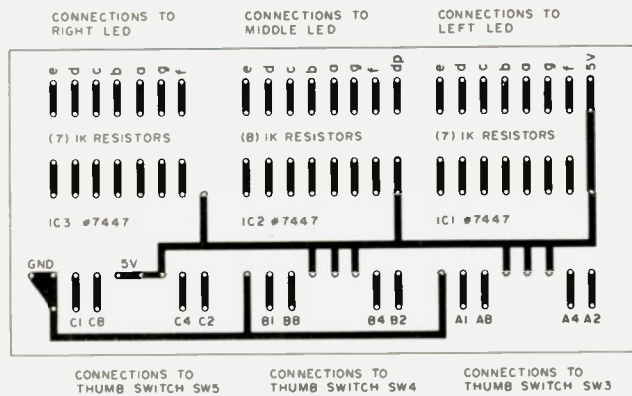 CONNECTIONS TO
RIGHT LED
CONNECTIONS TO
MIDDLE LED
CONNECTIONS TO
LEFT LED
e d c b a g f
e d c b a g f dp
e d c b a g f 5V
(7) 1K RESISTORS
(8) 1K RESISTORS
(7) 1K RESISTORS
IC3 #7447
IC2 #7447
IC1 #7447
GND
5V
C1 C8 C4 C2
B1 B8 B4 B2
A1 A8 A4 A2
CONNECTIONS TO
THUMB SWITCH SW5
CONNECTIONS TO
THUMB SWITCH SW4
CONNECTIONS TO
THUMB SWITCH SW3